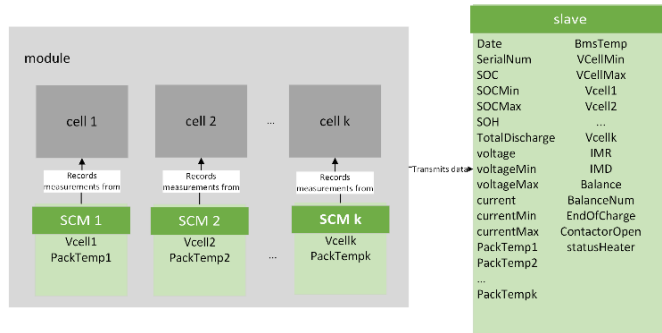 module
cell 1
cell 2
...
cell k
Records
measurements from
Records
measurements from
Records
measurements from
SCM 1
SCM 2
SCM k
Vcell1
PackTemp1
Vcell2
PackTemp2
...
Vcellk
PackTempk
"Transmits data"
slave
Date
SerialNum
SOC
SOCMin
SOCMax
SOH
TotalDischarge
voltage
voltageMin
voltageMax
current
currentMin
currentMax
PackTemp1
PackTemp2
...
PackTempk
BmsTemp
VCellMin
VCellMax
Vcell1
Vcell2
...
Vcellk
IMR
IMD
Balance
BalanceNum
EndOfCharge
ContactorOpen
statusHeater